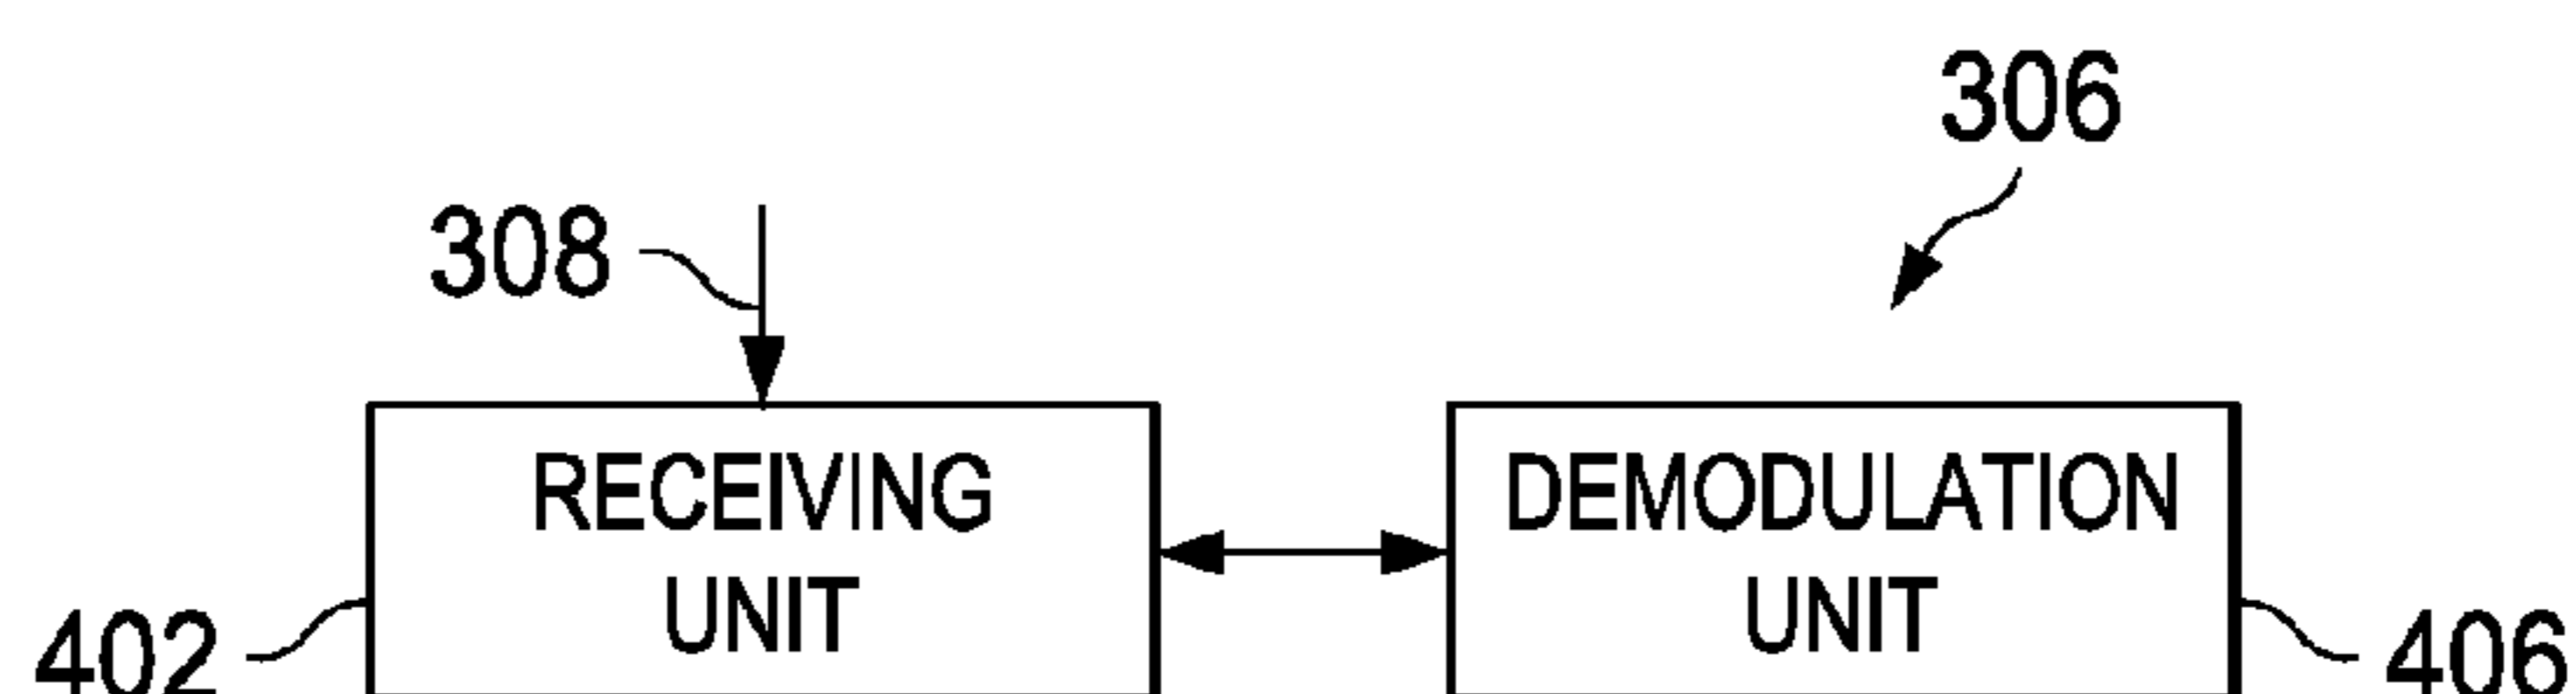 306
308
RECEIVING
UNIT
DEMODULATION
UNIT
402
406